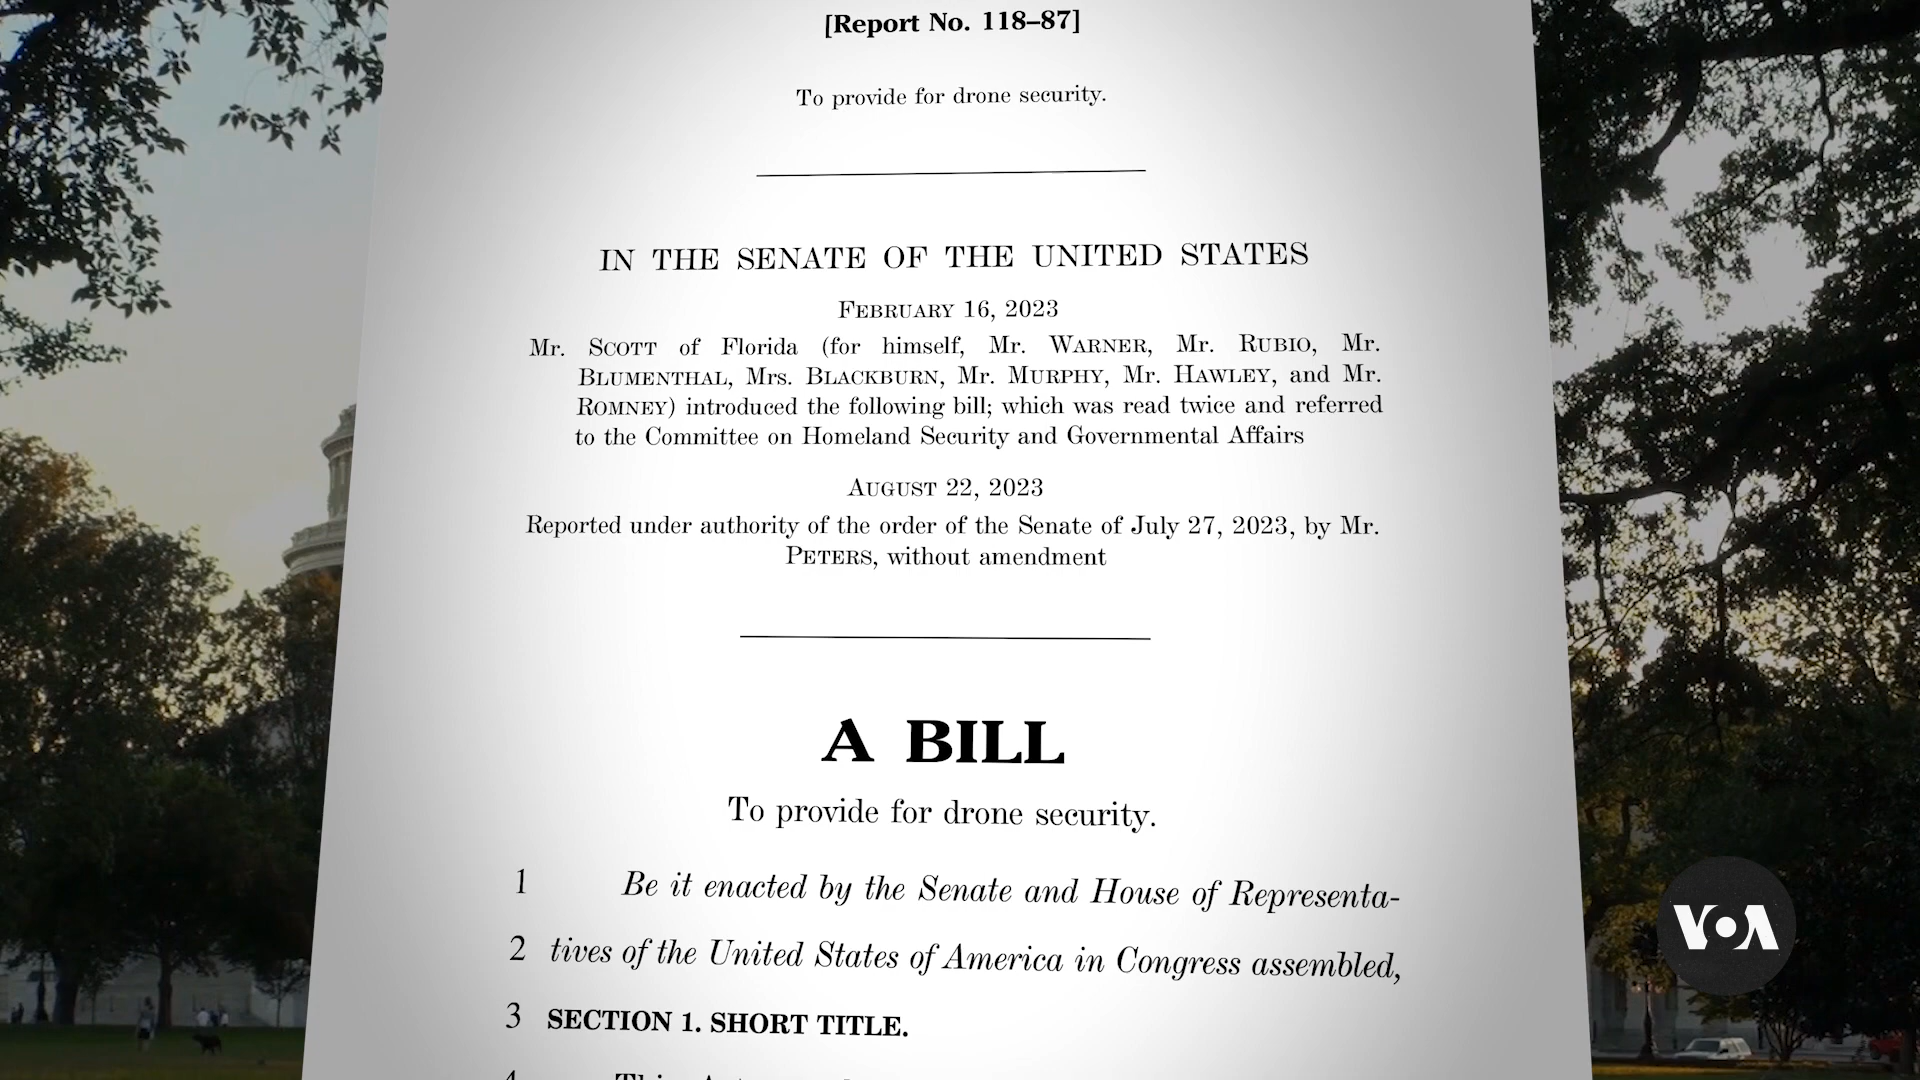 [Report No. 118–87]
To provide for drone security.
IN THE SENATE OF THE UNITED STATES
FEBRUARY 16, 2023
Mr. SCOTT of Florida (for himself, Mr. WARNER, Mr. RUBIO, Mr.
BLUMENTHAL, Mrs. BLACKBURN, Mr. MURPHY, Mr. HAWLEY, and Mr.
ROMNEY) introduced the following bill; which was read twice and referred
to the Committee on Homeland Security and Governmental Affairs
AUGUST 22, 2023
Reported under authority of the order of the Senate of July 27, 2023, by Mr.
PETERS, without amendment
A BILL
To provide for drone security.
1 Be it enacted by the Senate and House of Representa-
2 tives of the United States of America in Congress assembled,
3 SECTION 1. SHORT TITLE.
VOA